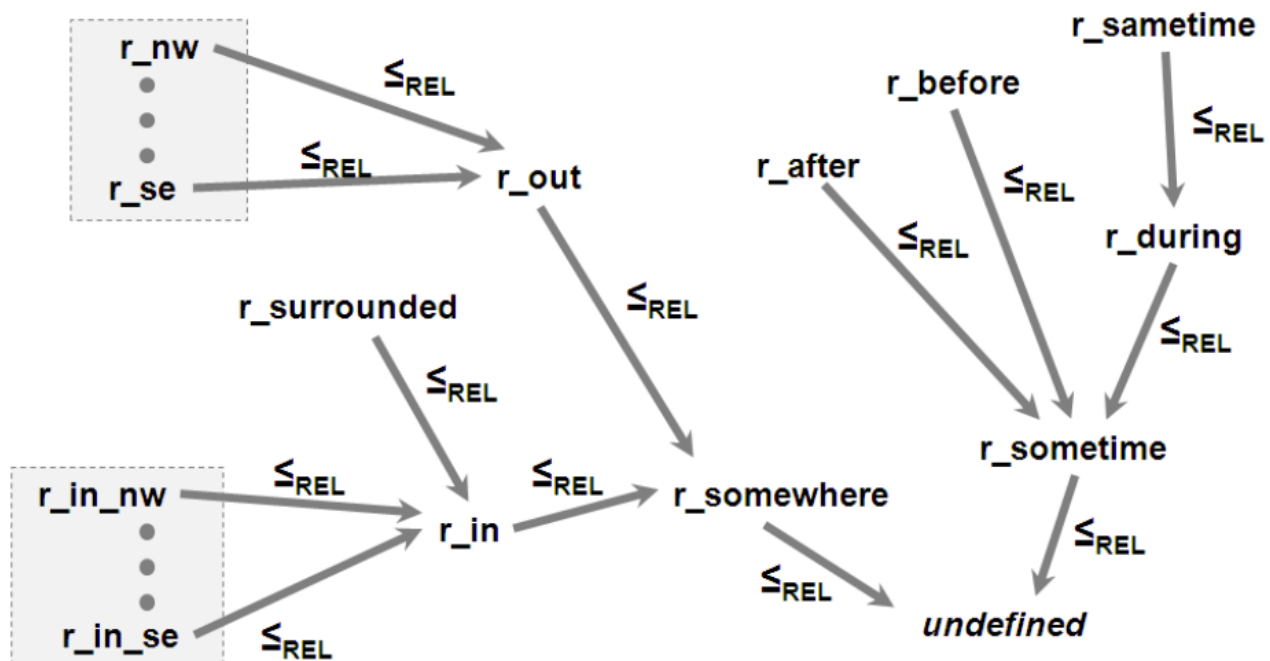 r_nw
r_se
≤REL
≤REL
r_out
r_sametime
r_before
≤REL
r_after
≤REL
≤REL
r_during
r_surrounded
≤REL
≤REL
≤REL
r_sometime
r_in_nw
≤REL
r_in
≤REL
r_somewhere
≤REL
≤REL
r_in_se
≤REL
undefined